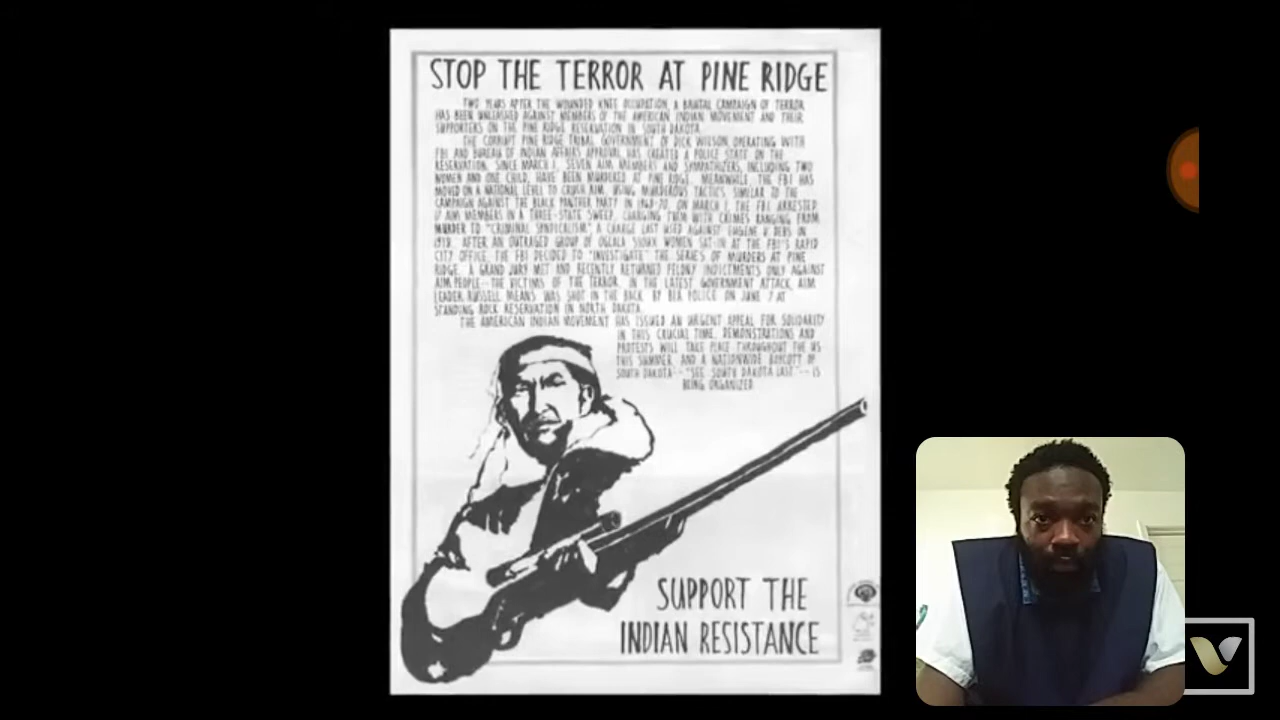 STOP THE TERROR AT PINE RIDGE
TWO YEARS AFTER THE WOUNDED KNEE OCCUPATION, A BRUTAL CAMPAIGN OF TERROR
HAS BEEN UNLEASHED AGAINST MEMBERS OF THE AMERICAN INDIAN MOVEMENT AND THEIR
SUPPORTERS ON THE PINE RIDGE RESERVATION IN SOUTH DAKOTA.
THE CORRUPT PINE RIDGE TRIBAL GOVERNMENT OF DICK WILSON, OPERATING WITH
FBI AND BUREAU OF INDIAN AFFAIRS APPROVAL, HAS CREATED A POLICE STATE ON THE
RESERVATION. SINCE MARCH 1, SEVEN AIM MEMBERS AND SYMPATHIZERS, INCLUDING TWO
WOMEN AND ONE CHILD, HAVE BEEN MURDERED AT PINE RIDGE. MEANWHILE, THE FBI HAS
MOVED ON A NATIONAL LEVEL TO CRUSH AIM, USING MURDEROUS TACTICS SIMILAR TO THE
CAMPAIGN AGAINST THE BLACK PANTHER PARTY IN 1968-70. ON MARCH 1, THE FBI ARRESTED
17 AIM MEMBERS IN A THREE-STATE SWEEP, CHARGING THEM WITH CRIMES RANGING FROM
MURDER TO "CRIMINAL SYNDICALISM", A CHARGE LAST USED AGAINST EUGENE V. DEBS IN
1919. AFTER AN OUTRAGED GROUP OF OGLALA SIOUX WOMEN SAT-IN AT THE FBI'S RAPID
CITY OFFICE, THE FBI DECIDED TO "INVESTIGATE" THE SERIES OF MURDERS AT PINE
RIDGE. A GRAND JURY MET AND RECENTLY RETURNED FELONY INDICTMENTS ONLY AGAINST
AIM PEOPLE--THE VICTIMS OF THE TERROR. IN THE LATEST GOVERNMENT ATTACK, AIM
LEADER RUSSELL MEANS WAS SHOT IN THE BACK BY BIA POLICE ON JUNE 7 AT
STANDING ROCK RESERVATION IN NORTH DAKOTA.
THE AMERICAN INDIAN MOVEMENT HAS ISSUED AN URGENT APPEAL FOR SOLIDARITY
IN THIS CRUCIAL TIME. DEMONSTRATIONS AND
PROTESTS WILL TAKE PLACE THROUGHOUT THE US
THIS SUMMER, AND A NATIONWIDE BOYCOTT OF
SOUTH DAKOTA--"SEE SOUTH DAKOTA LAST"--IS
BEING ORGANIZED.
SUPPORT THE
INDIAN RESISTANCE